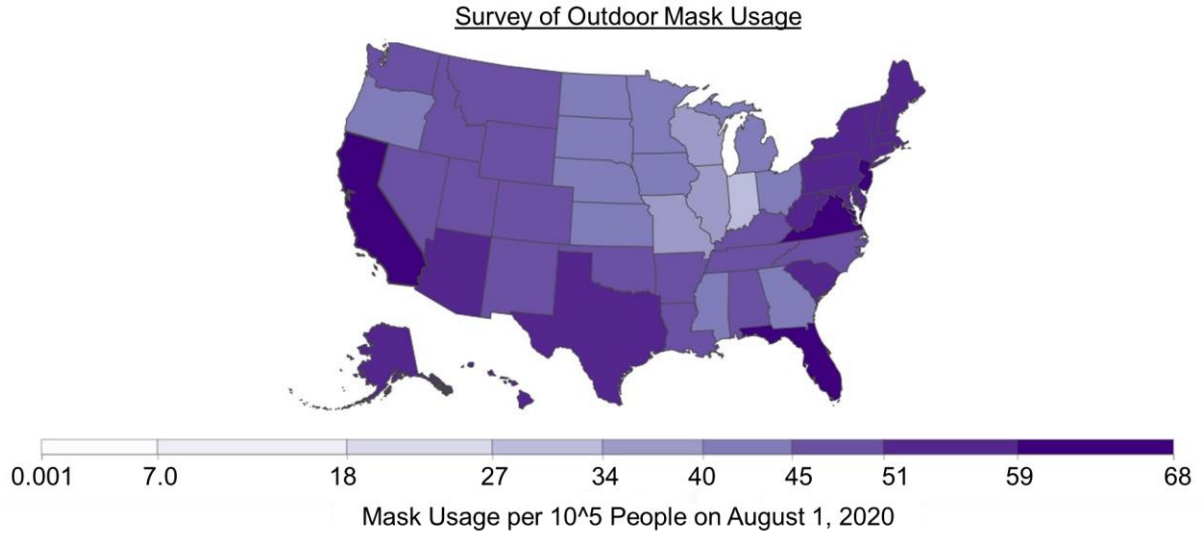 Survey of Outdoor Mask Usage
0.001 7.0 18 27 34 40 45 51 59 68
Mask Usage per 10^5 People on August 1, 2020